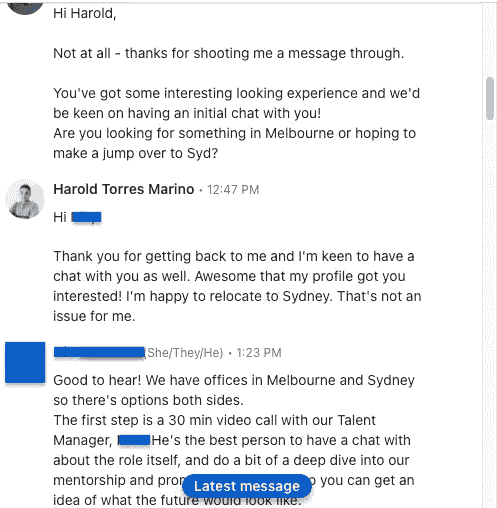 Hi Harold,
Not at all - thanks for shooting me a message through.
You've got some interesting looking experience and we'd
be keen on having an initial chat with you!
Are you looking for something in Melbourne or hoping to
make a jump over to Syd?
Harold Torres Marino • 12:47 PM
Hi
Thank you for getting back to me and I'm keen to have a
chat with you as well. Awesome that my profile got you
interested! I'm happy to relocate to Sydney. That's not an
issue for me.
(She/They/He) • 1:23 PM
Good to hear! We have offices in Melbourne and Sydney
so there's options both sides.
The first step is a 30 min video call with our Talent
Manager, He's the best person to have a chat with
about the role itself, and do a bit of a deep dive into our
mentorship and you can get an
Latest message
idea of what the future would look like.